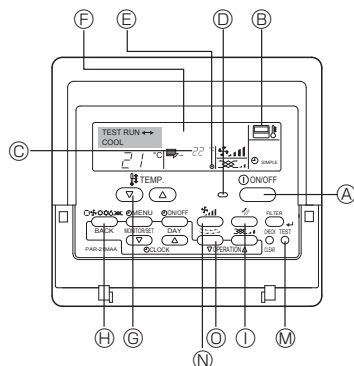 F
E
D
B
TEST RUN
COOL
21 °C
22 °F
SIMPLE
C
TEMP.
ON/OFF
A
MENU
ON/OFF
FILTER
BACK
MONITOR/SET
DAY
CHECK
TEST
PAR-21MAA
CLOCK
OPERATION
CLEAR
H
G
O
I
M
N